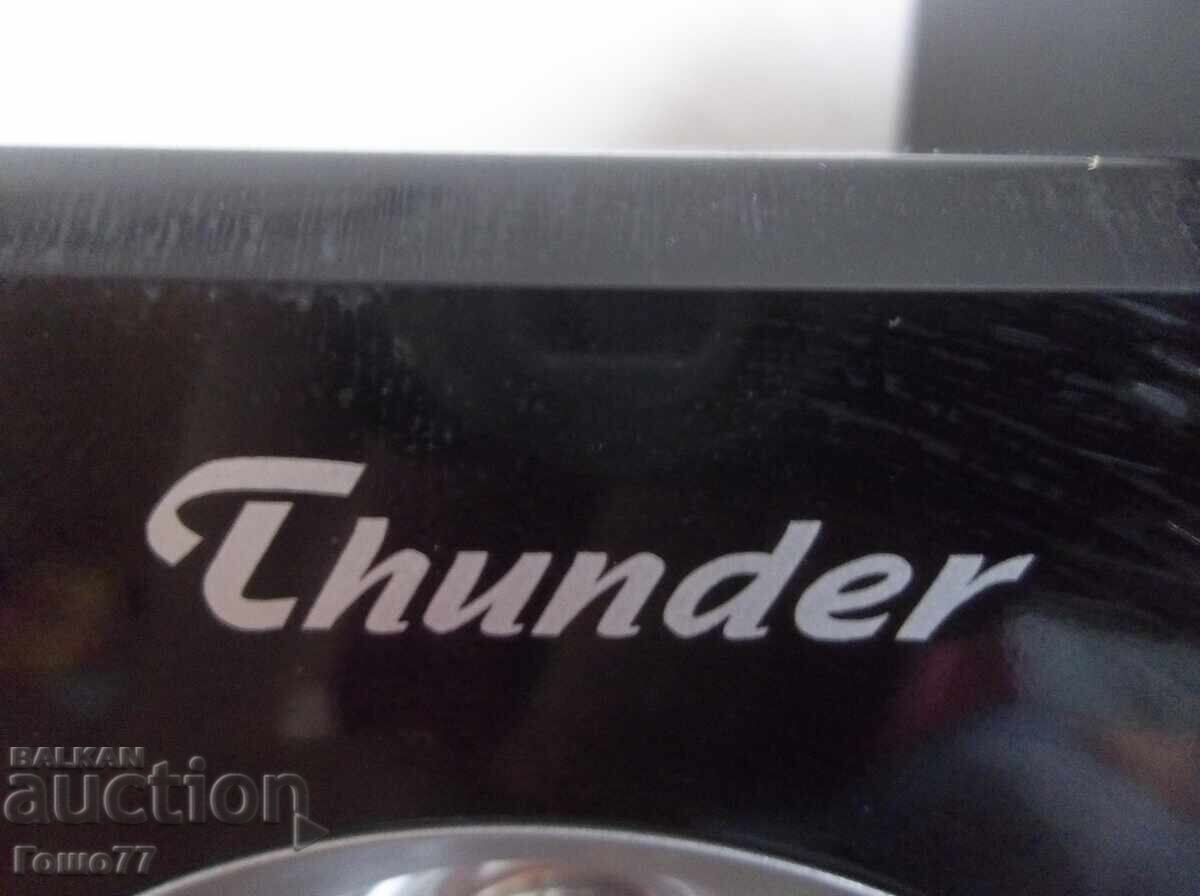 Thunder
BALKAN
auction
Гошо77